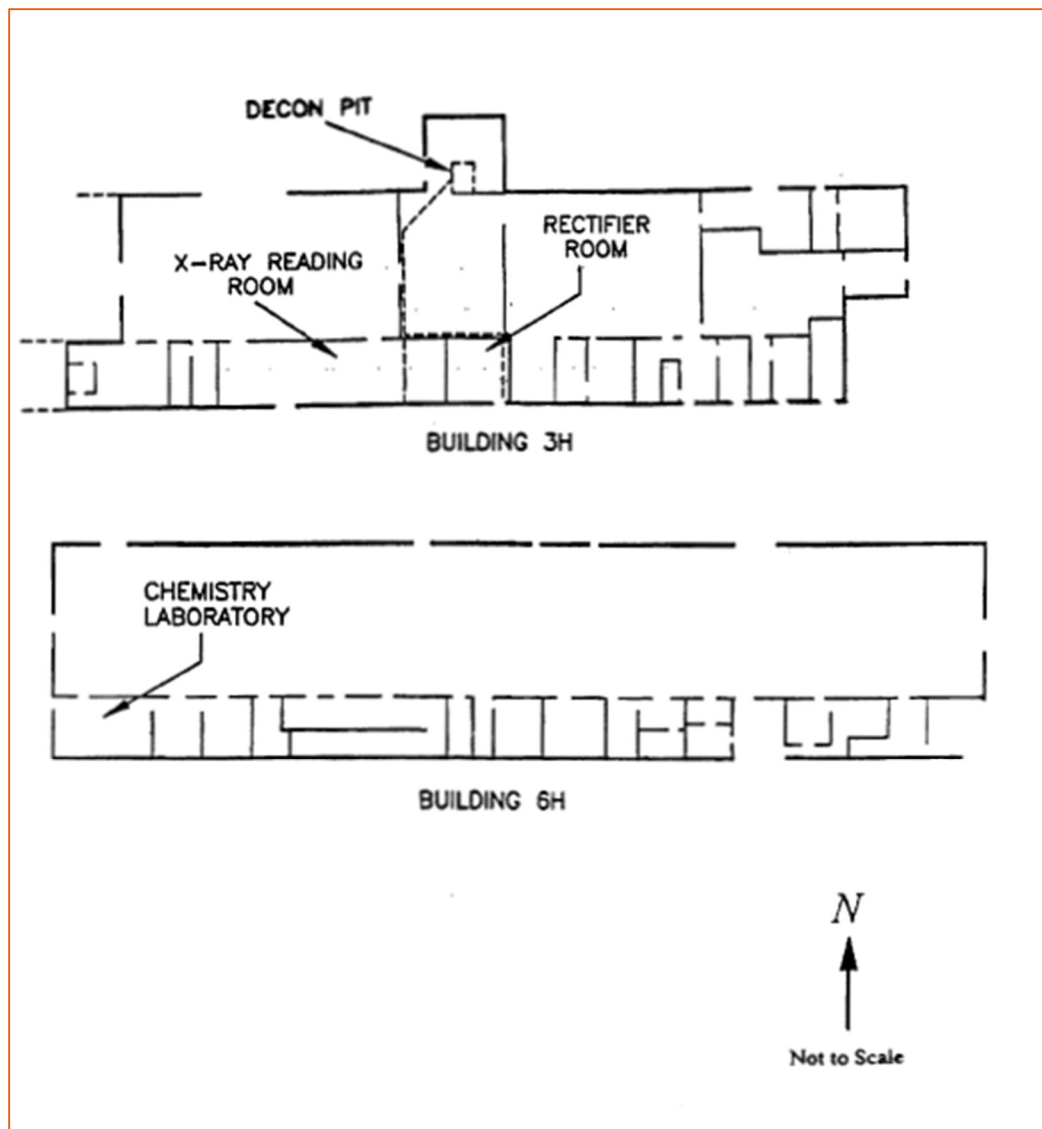 DECON PIT
RECTIFIER
ROOM
X-RAY READING
ROOM
BUILDING 3H
CHEMISTRY
LABORATORY
BUILDING 6H
N
Not to Scale